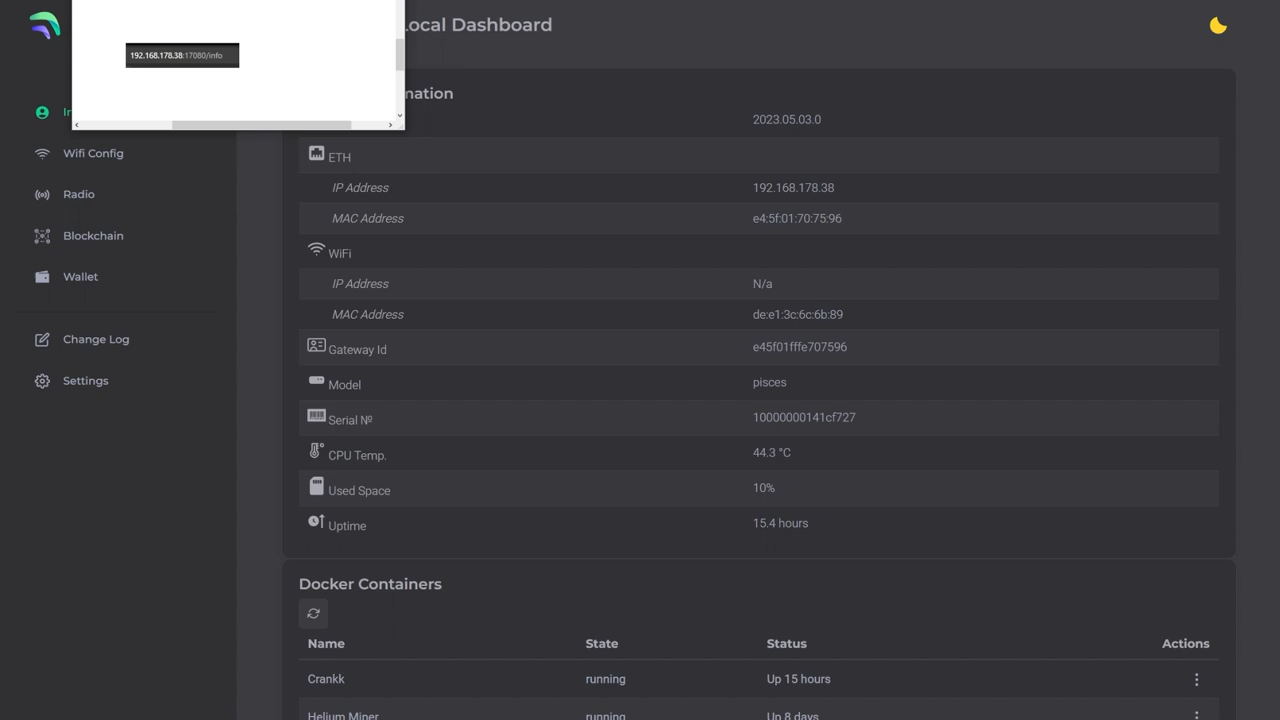 Local Dashboard
192.168.178.38:17080/info
mation
In
2023.05.03.0
Wifi Config
ETH
Radio
IP Address 192.168.178.38
MAC Address e4:5f:01:70:75:96
Blockchain
WiFi
Wallet
IP Address N/a
MAC Address de:e1:3c:6c:6b:89
Change Log
Gateway Id e45f01fffe707596
Settings
Model pisces
Serial № 10000000141cf727
CPU Temp. 44.3 °C
Used Space 10%
Uptime 15.4 hours
Docker Containers
Name State Status Actions
Crankk running Up 15 hours
Helium Miner running Up 8 days